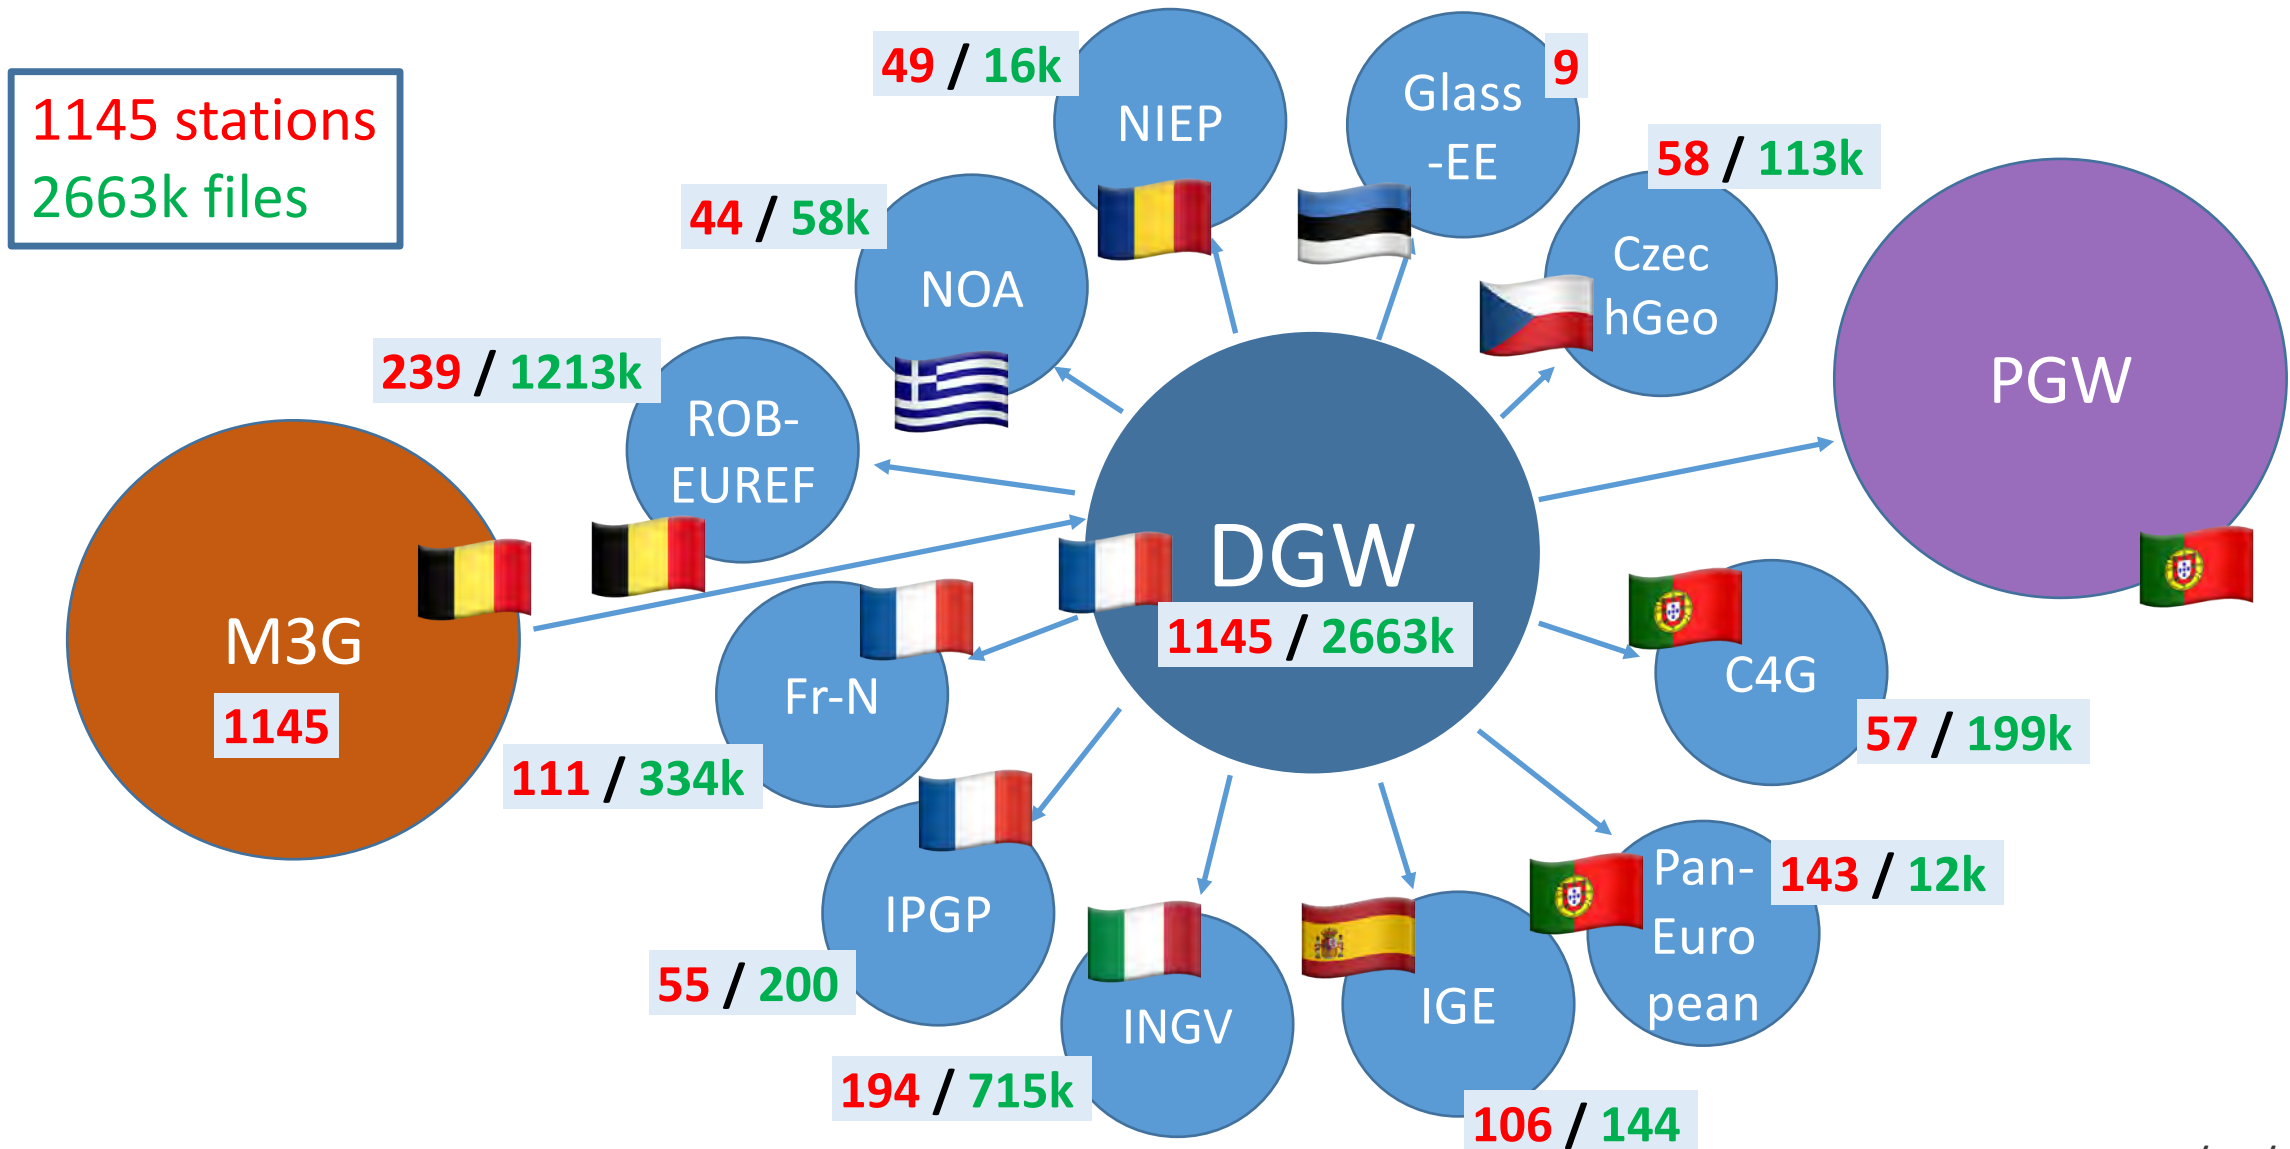 1145 stations
2663k files
49 / 16k
NIEP
9
Glass
-EE
58 / 113k
Czec
hGeo
44 / 58k
NOA
239 / 1213k
ROB-
EUREF
PGW
M3G
1145
DGW
1145 / 2663k
Fr-N
111 / 334k
C4G
57 / 199k
IPGP
55 / 200
Pan-
Euro
pean
143 / 12k
INGV
194 / 715k
IGE
106 / 144